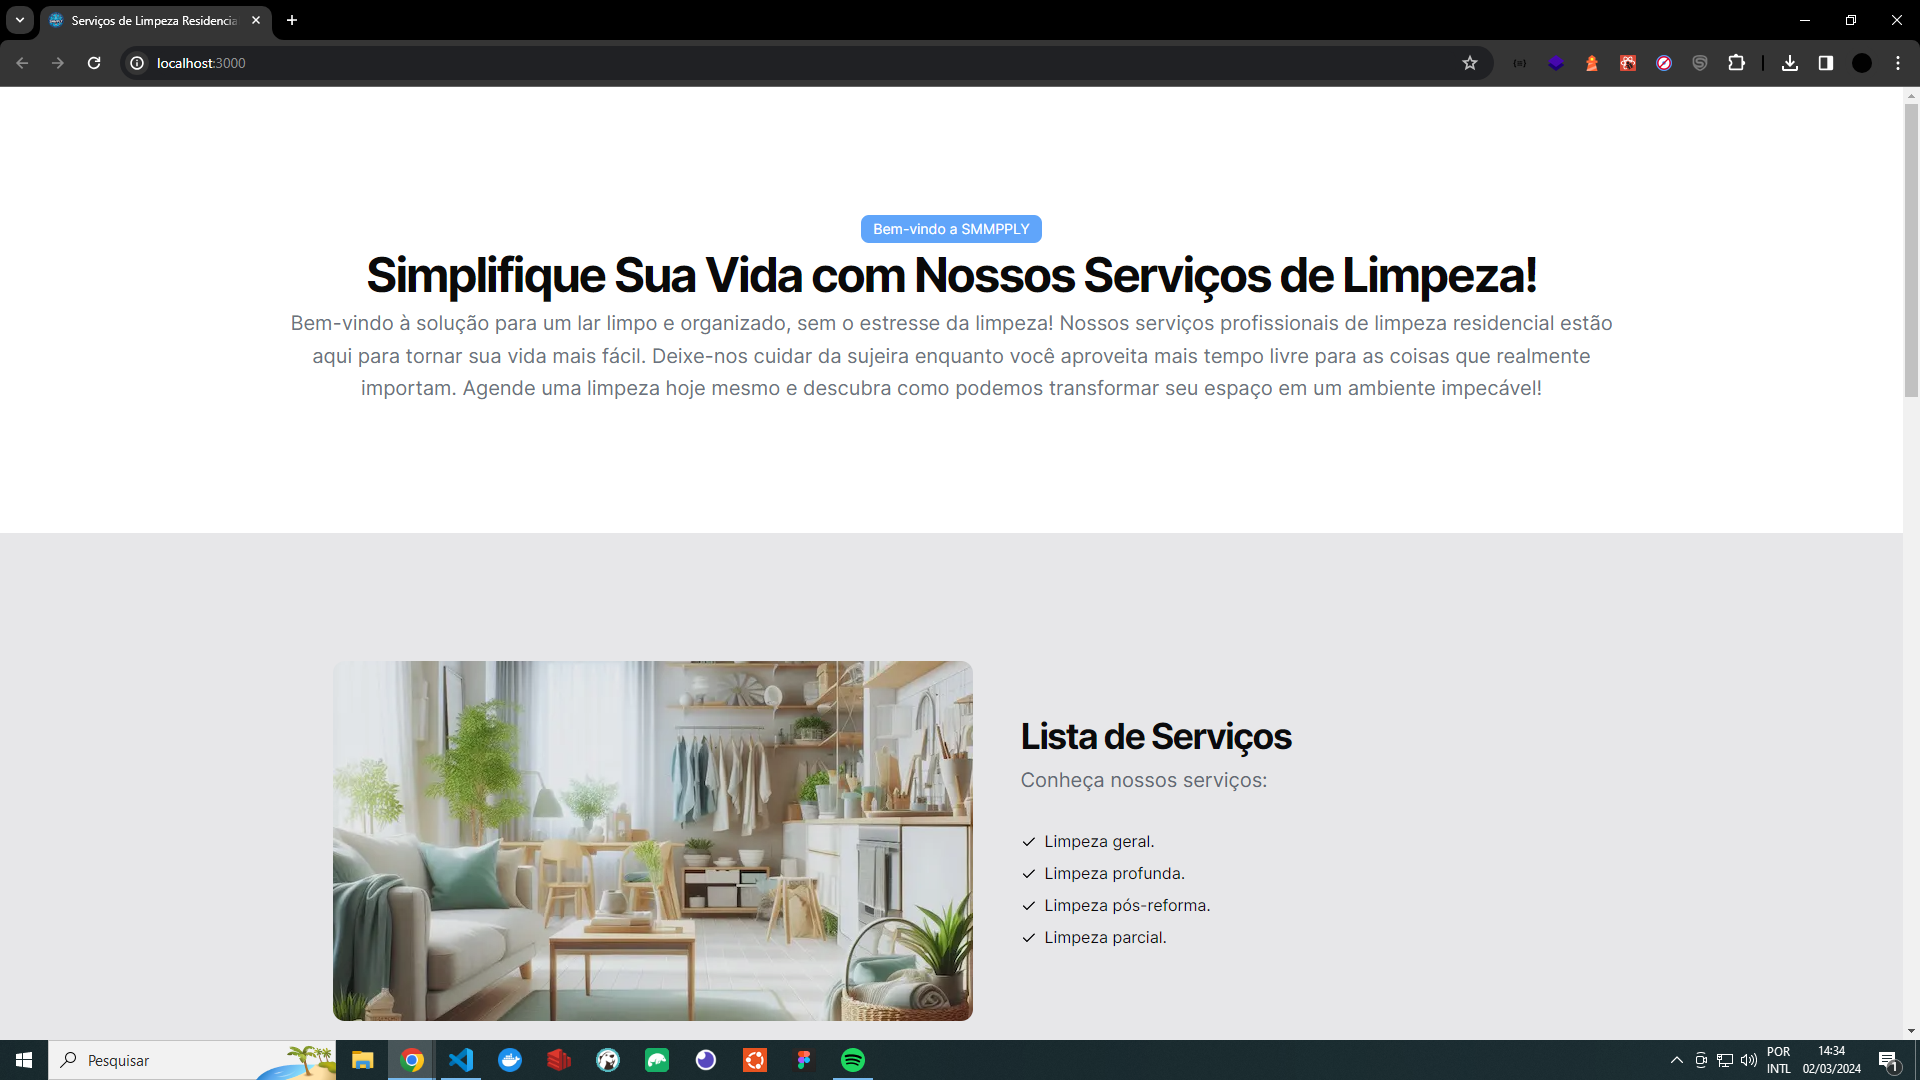 Serviços de Limpeza Residencia
localhost:3000
Bem-vindo a SMMPPLY
Simplifique Sua Vida com Nossos Serviços de Limpeza!
Bem-vindo à solução para um lar limpo e organizado, sem o estresse da limpeza! Nossos serviços profissionais de limpeza residencial estão
aqui para tornar sua vida mais fácil. Deixe-nos cuidar da sujeira enquanto você aproveita mais tempo livre para as coisas que realmente
importam. Agende uma limpeza hoje mesmo e descubra como podemos transformar seu espaço em um ambiente impecável!
Lista de Serviços
Conheça nossos serviços:
Limpeza geral.
Limpeza profunda.
Limpeza pós-reforma.
Limpeza parcial.
Pesquisar
POR
INTL
14:34
02/03/2024
1